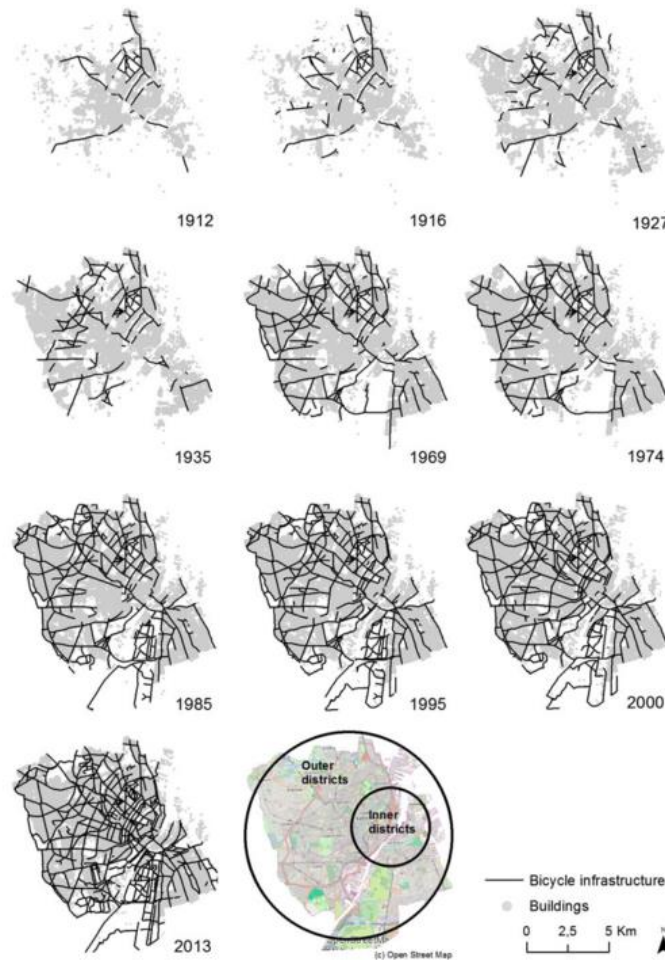 1912
1916
1927
1935
1969
1974
1985
1995
2000
2013
Outer
districts
Inner
districts
(c) Open Street Map
Bicycle infrastructure
Buildings
0 2,5 5 Km